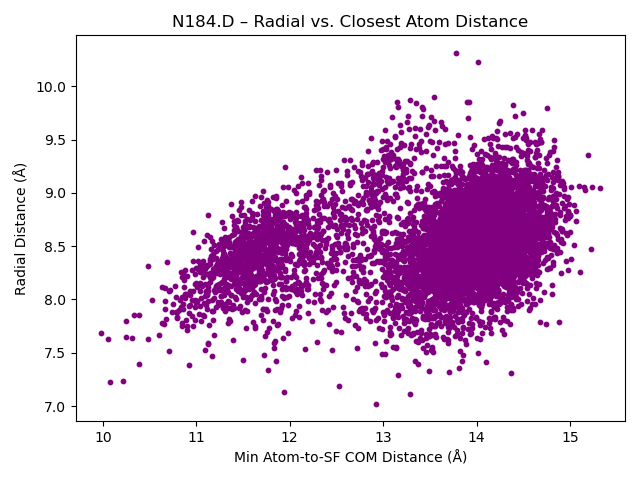 N184.D – Radial vs. Closest Atom Distance
10.0
9.5
9.0
8.5
8.0
7.5
7.0
Radial Distance (Å)
10 11 12 13 14 15
Min Atom-to-SF COM Distance (Å)